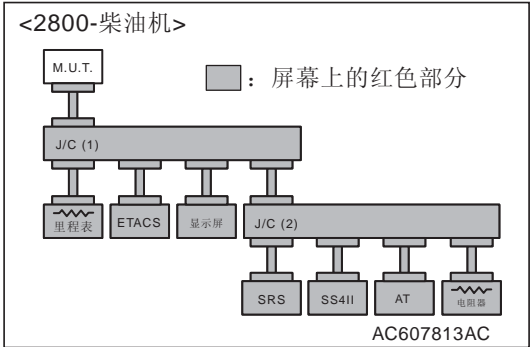 <2800-柴油机>
M.U.T.
：屏幕上的红色部分
J/C (1)
里程表 ETACS 显示屏 J/C (2)
SRS SS4II AT 电阻器
AC607813AC